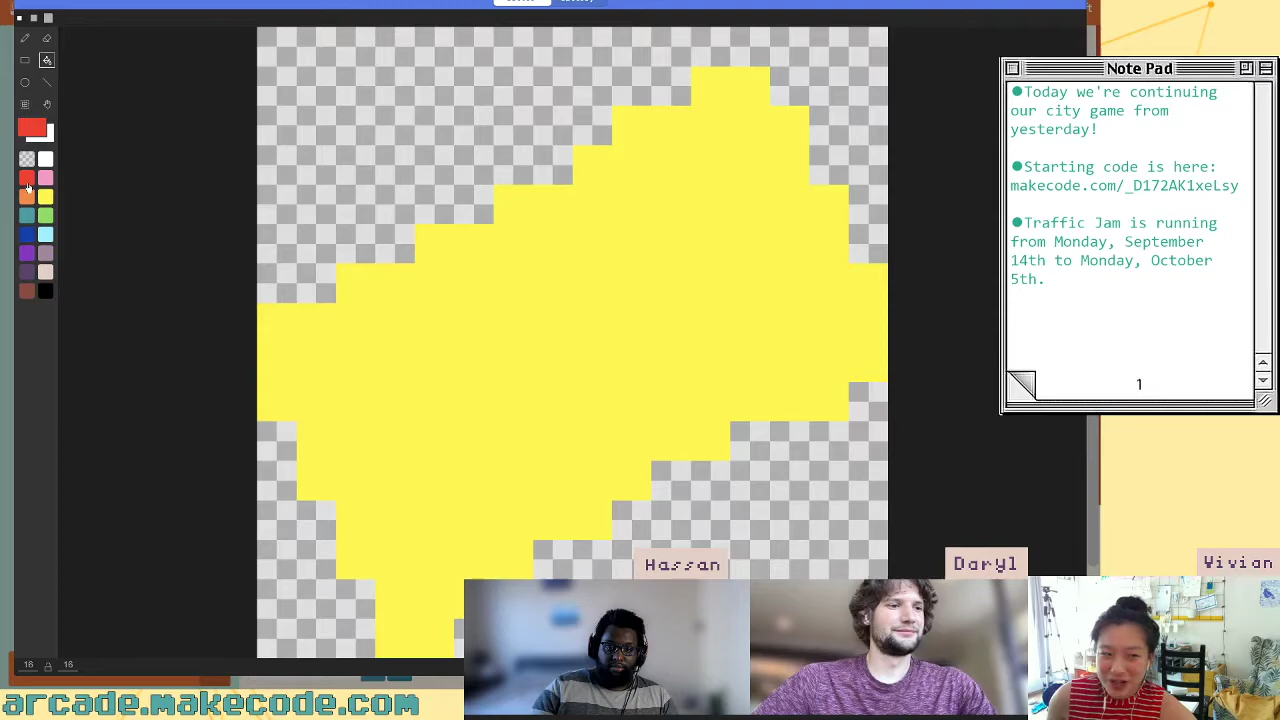 Note Pad
●Today we're continuing
our city game from
yesterday!
●Starting code is here:
makecode.com/_D172AK1xeLsy
●Traffic Jam is running
from Monday, September
14th to Monday, October
5th.
1
Hassan
Daryl
Vivian
16 16
arcade.makecode.com